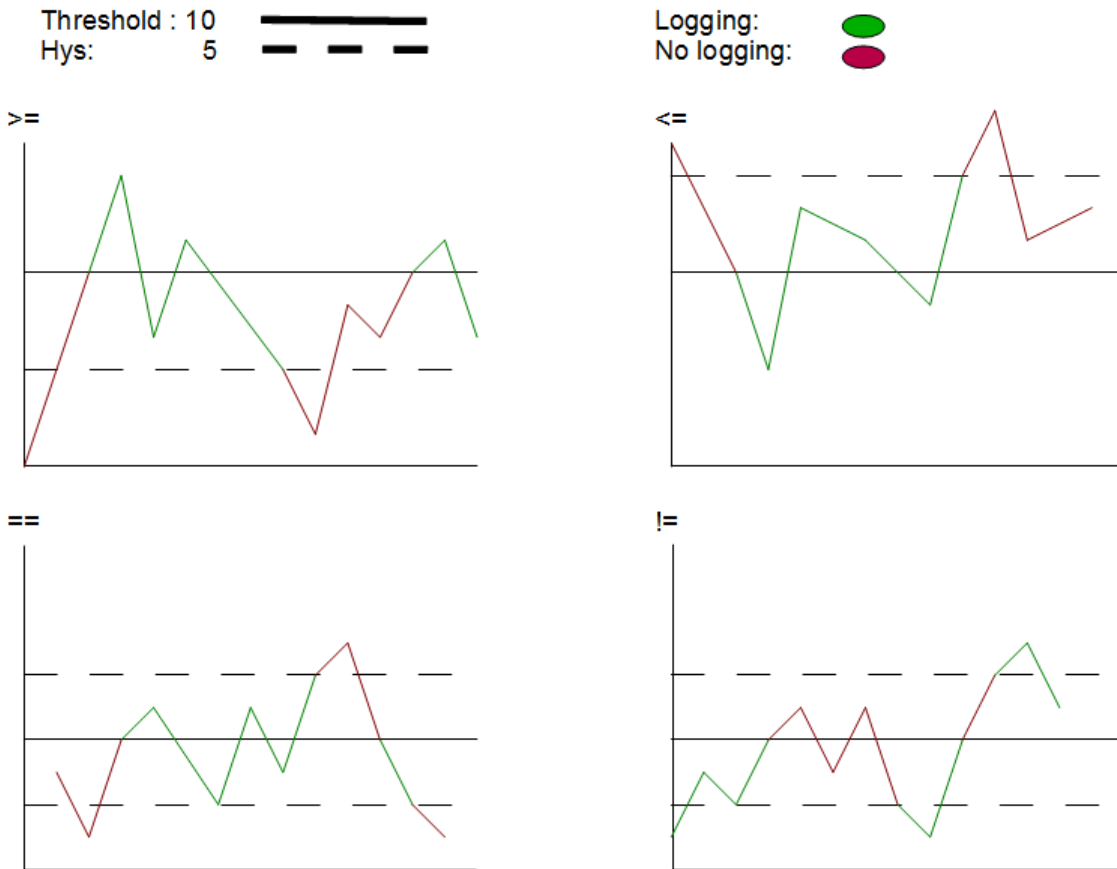 Threshold : 10
Hys: 5
Logging:
No logging:
>=
<=
==
!=